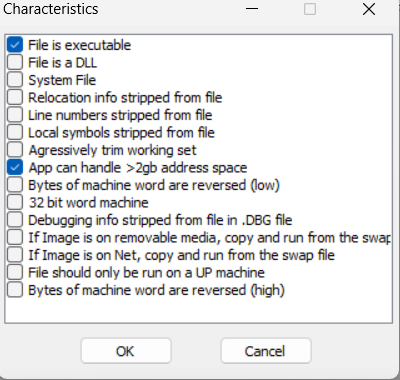 Characteristics
File is executable
File is a DLL
System File
Relocation info stripped from file
Line numbers stripped from file
Local symbols stripped from file
Agressively trim working set
App can handle >2gb address space
Bytes of machine word are reversed (low)
32 bit word machine
Debugging info stripped from file in .DBG file
If Image is on removable media, copy and run from the swap
If Image is on Net, copy and run from the swap file
File should only be run on a UP machine
Bytes of machine word are reversed (high)
OK Cancel